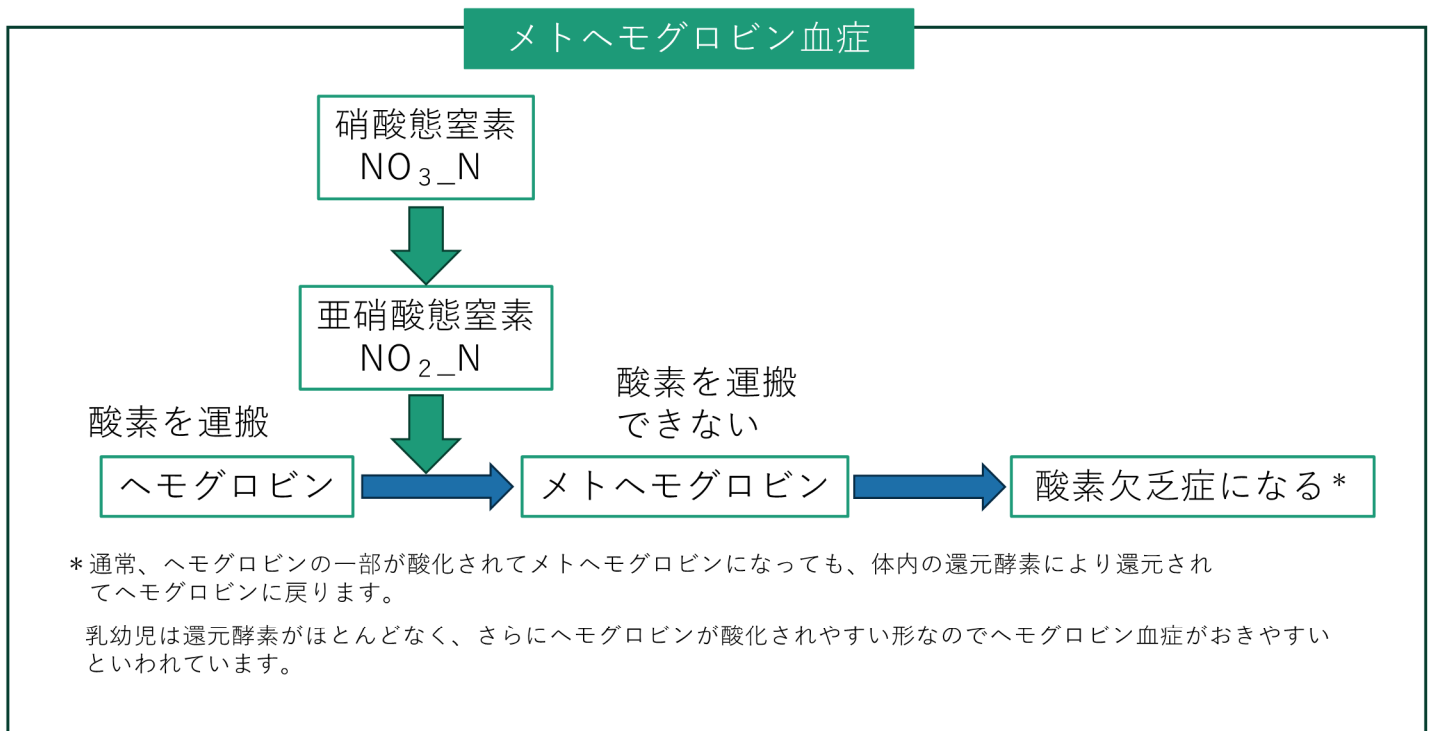 メトヘモグロビン血症
硝酸態窒素
NO₃_N
亜硝酸態窒素
NO₂_N
酸素を運搬
酸素を運搬
できない
ヘモグロビン
メトヘモグロビン
酸素欠乏症になる*
*通常、ヘモグロビンの一部が酸化されてメトヘモグロビンになっても、体内の還元酵素により還元され
てヘモグロビンに戻ります。
乳幼児は還元酵素がほとんどなく、さらにヘモグロビンが酸化されやすい形なのでヘモグロビン血症がおきやすい
といわれています。